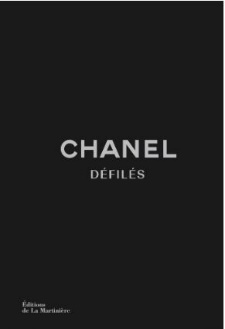 CHANEL
DÉFILÉS
Éditions
de La Martinière